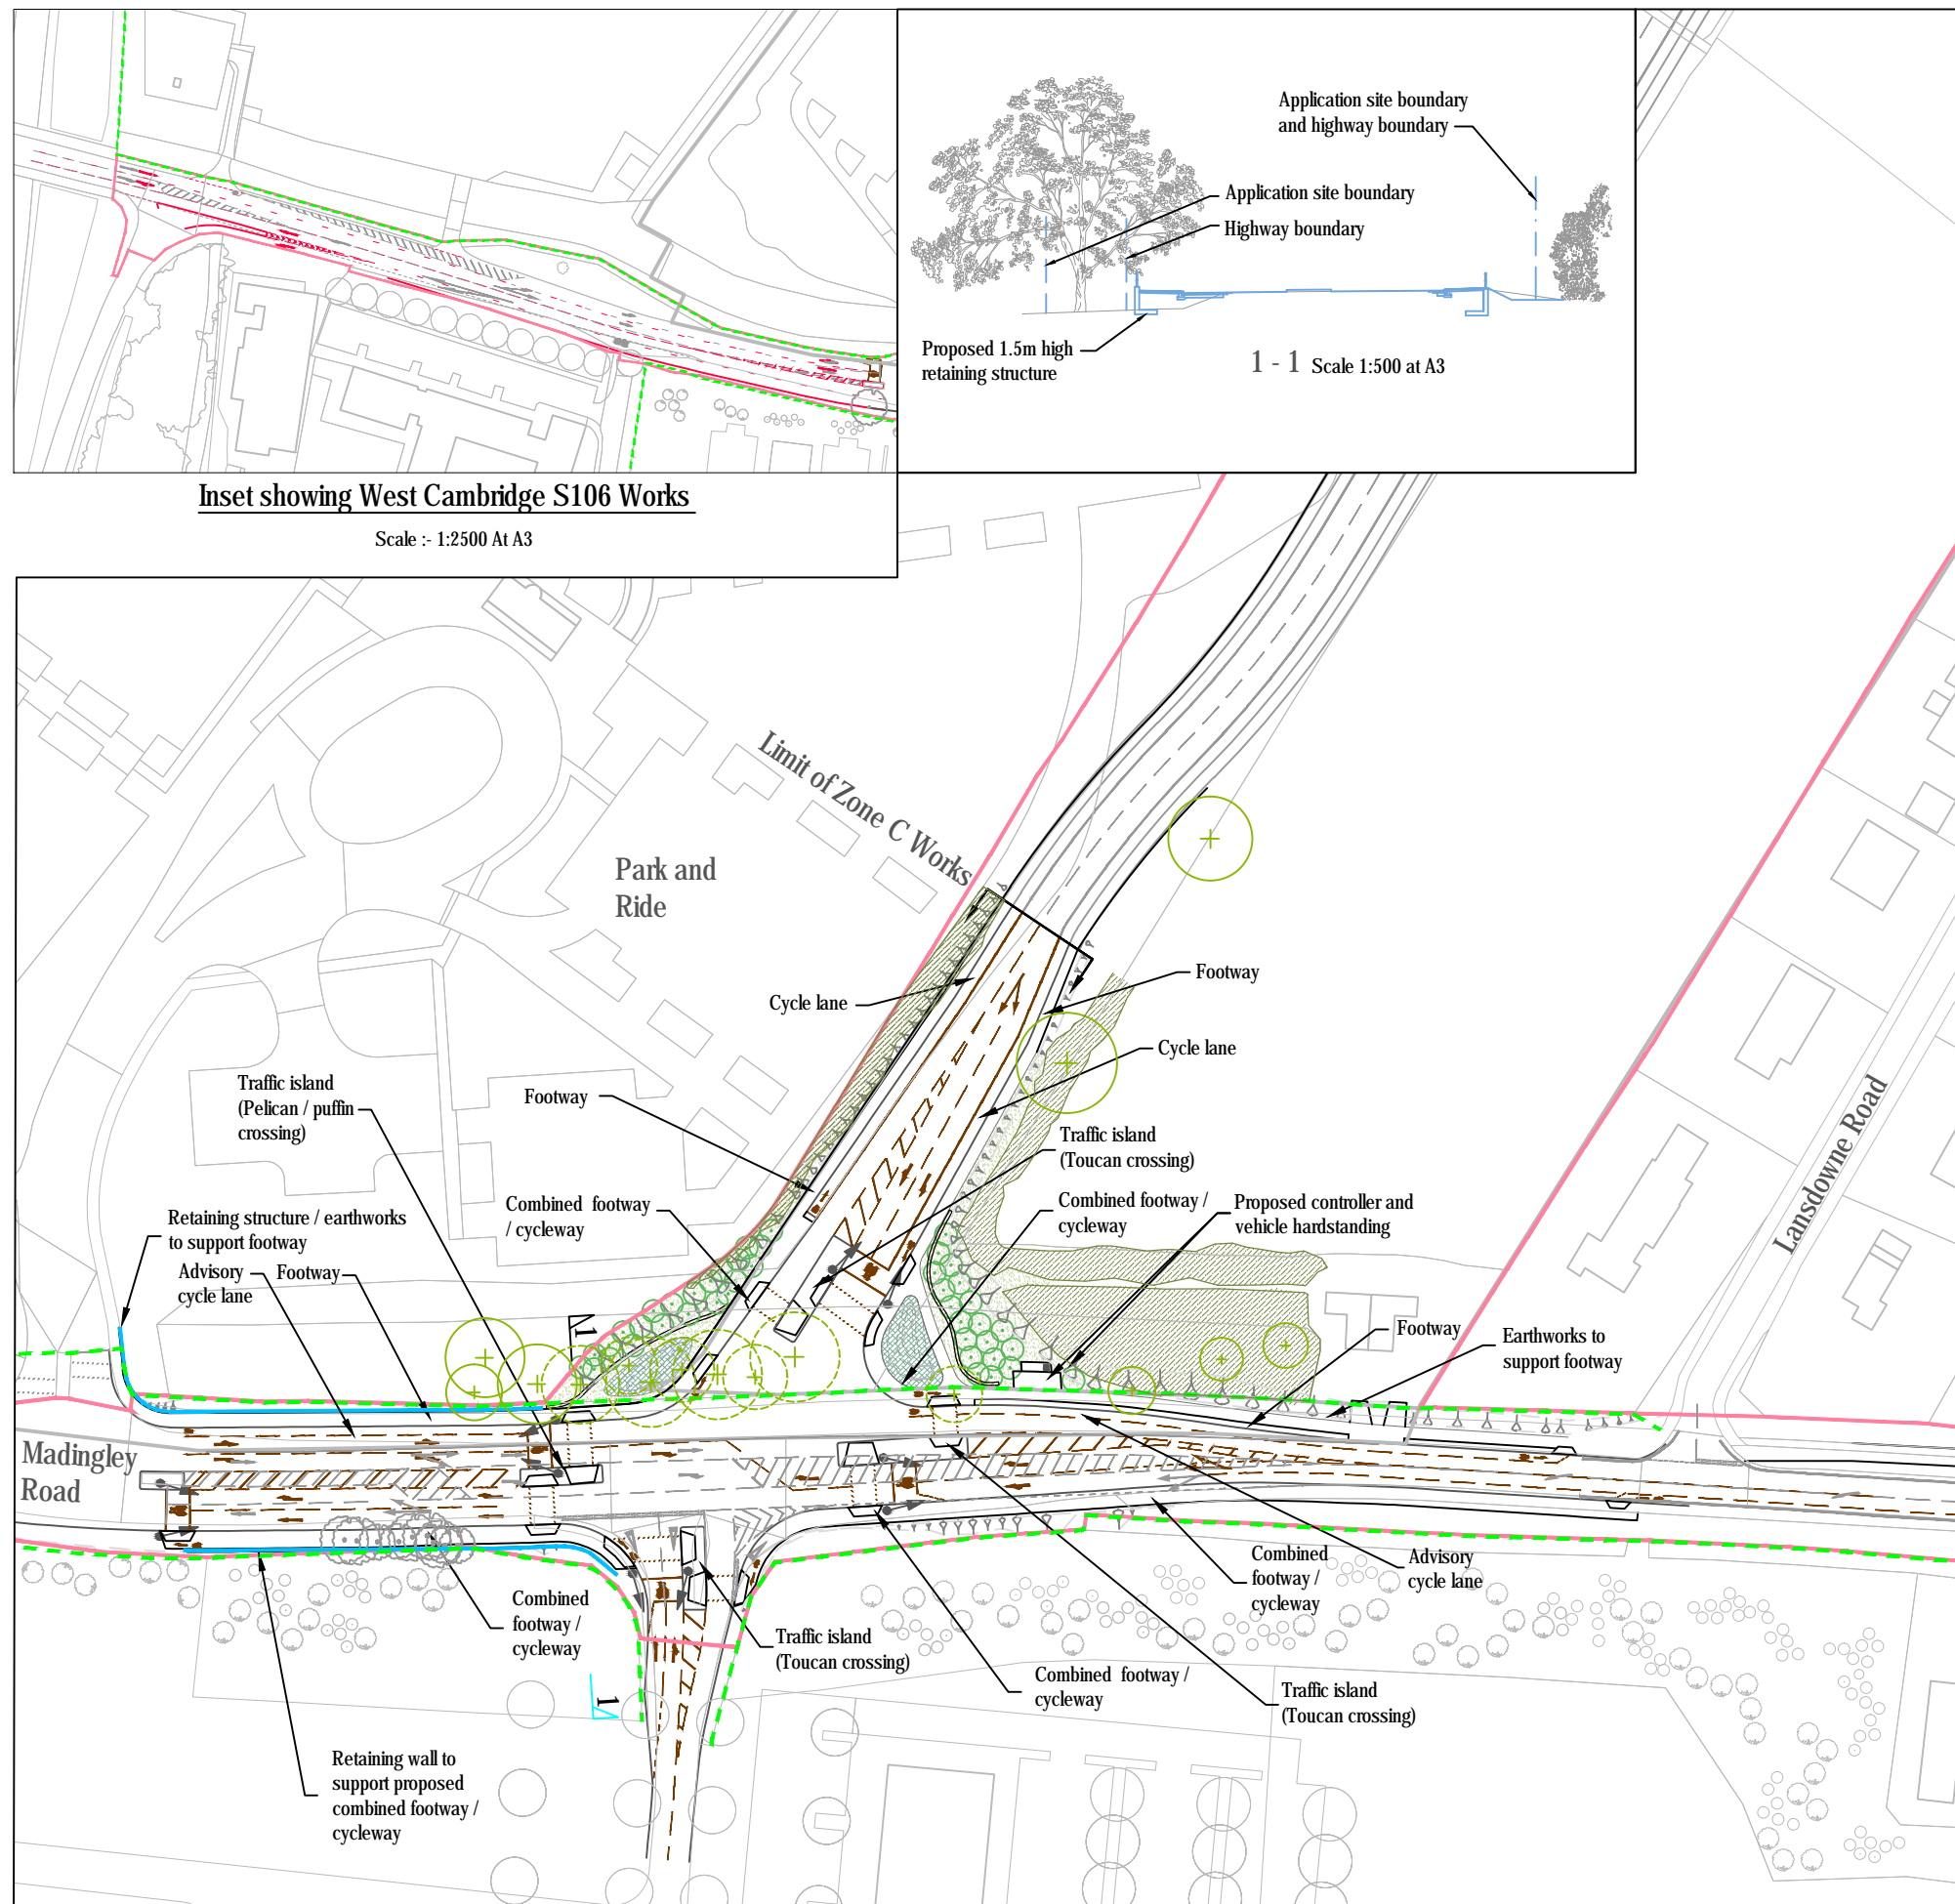 Application site boundary
and highway boundary
Application site boundary
Highway boundary
Proposed 1.5m high
retaining structure
1 - 1 Scale 1:500 at A3
Inset showing West Cambridge S106 Works
Scale :- 1:2500 At A3
Limit of Zone C Works
Park and
Ride
Cycle lane
Footway
Cycle lane
Traffic island
(Pelican / puffin
crossing)
Footway
Traffic island
(Toucan crossing)
Combined footway
/ cycleway
Combined footway /
cycleway
Proposed controller and
vehicle hardstanding
Lansdowne Road
Retaining structure / earthworks
to support footway
Advisory
cycle lane
Footway
1
Footway
Earthworks to
support footway
Madingley
Road
Combined
footway /
cycleway
Advisory
cycle lane
Combined
footway /
cycleway
Traffic island
(Toucan crossing)
Combined footway /
cycleway
Traffic island
(Toucan crossing)
1
Retaining wall to
support proposed
combined footway /
cycleway